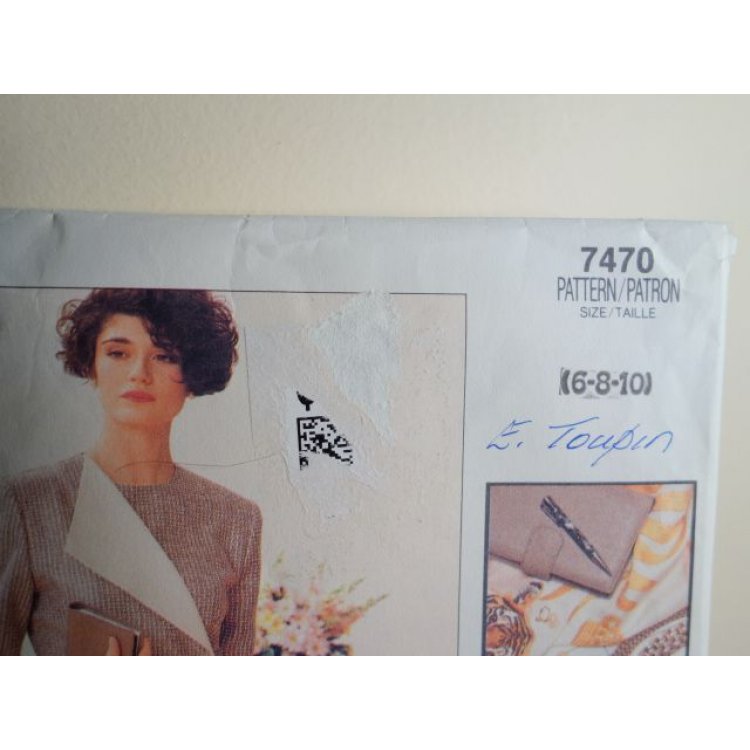 7470
PATTERN/PATRON
SIZE/TAILLE
(6-8-10)
E. Toupin